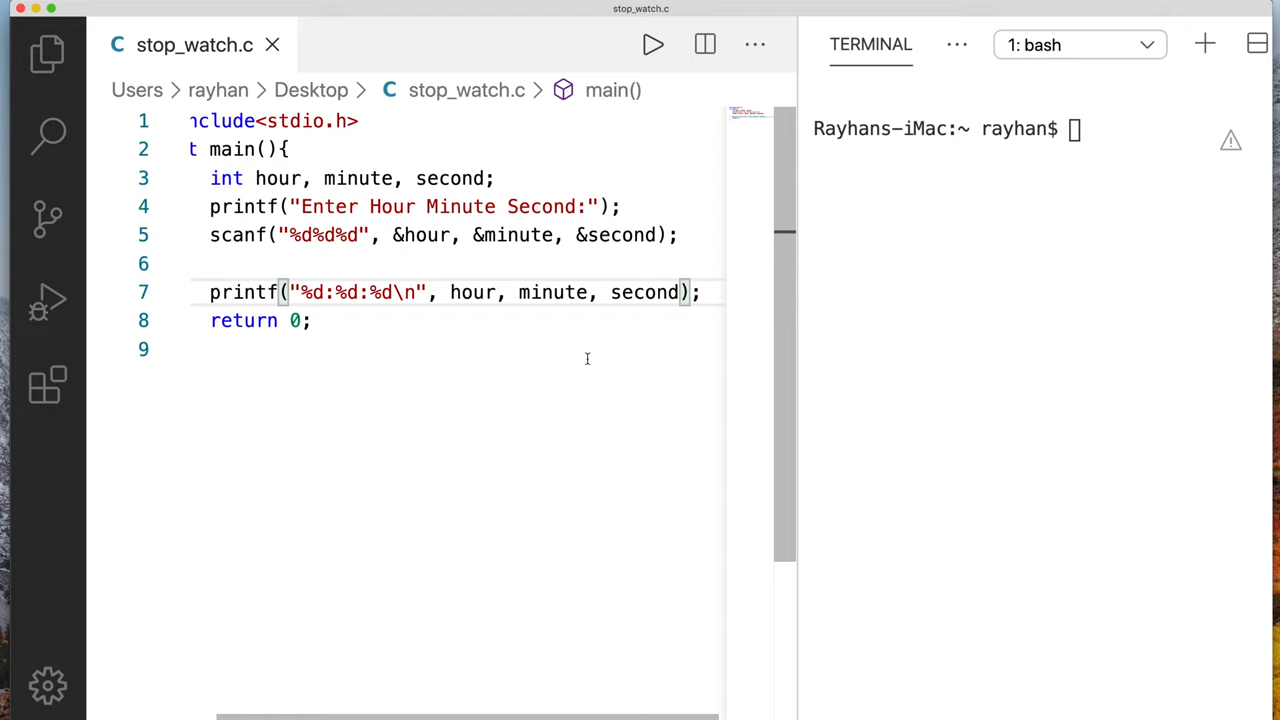 stop_watch.c
C stop_watch.c
TERMINAL
1: bash
Users > rayhan > Desktop > C stop_watch.c > main()
1 nclude<stdio.h>
2 t main(){
3 int hour, minute, second;
4 printf("Enter Hour Minute Second:");
5 scanf("%d%d%d", &hour, &minute, &second);
6
7 printf("%d:%d:%d\n", hour, minute, second);
8 return 0;
9
Rayhans-iMac:~ rayhan$